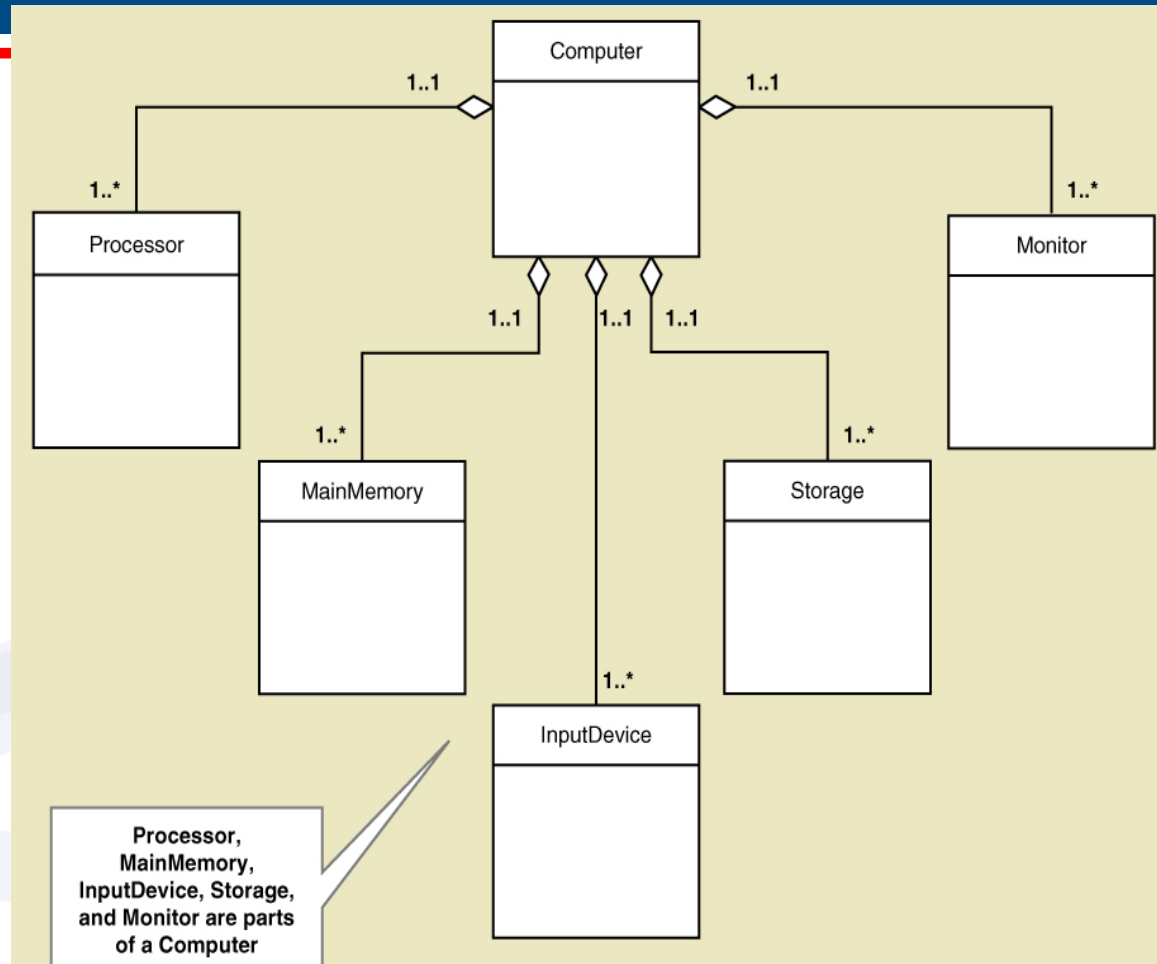 Computer
1..1
1..1
1..*
1..*
Processor
Monitor
1..1
1..1
1..1
1..*
1..*
MainMemory
Storage
1..*
InputDevice
Processor,
MainMemory,
InputDevice, Storage,
and Monitor are parts
of a Computer